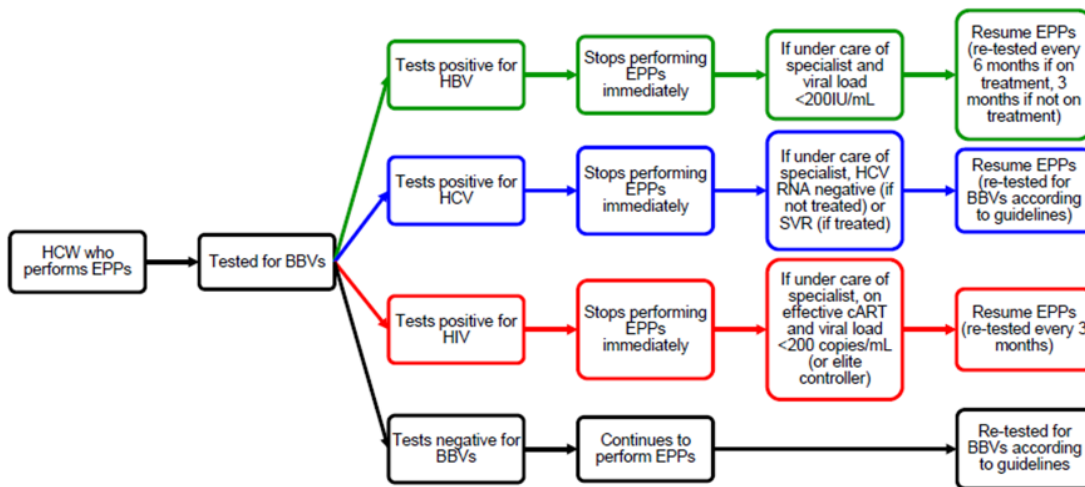 HCW who
performs EPPs
Tested for BBVs
Tests positive for
HBV
Stops performing
EPPs
immediately
If under care of
specialist and
viral load
<200IU/mL
Resume EPPs
(re-tested every
6 months if on
treatment, 3
months if not on
treatment)
Tests positive for
HCV
Stops performing
EPPs
immediately
If under care of
specialist, HCV
RNA negative (if
not treated) or
SVR (if treated)
Resume EPPs
(re-tested for
BBVs according
to guidelines)
Tests positive for
HIV
Stops performing
EPPs
immediately
If under care of
specialist, on
effective cART
and viral load
<200 copies/mL
(or elite
controller)
Resume EPPs
(re-tested every 3
months)
Tests negative for
BBVs
Continues to
perform EPPs
Re-tested for
BBVs according
to guidelines